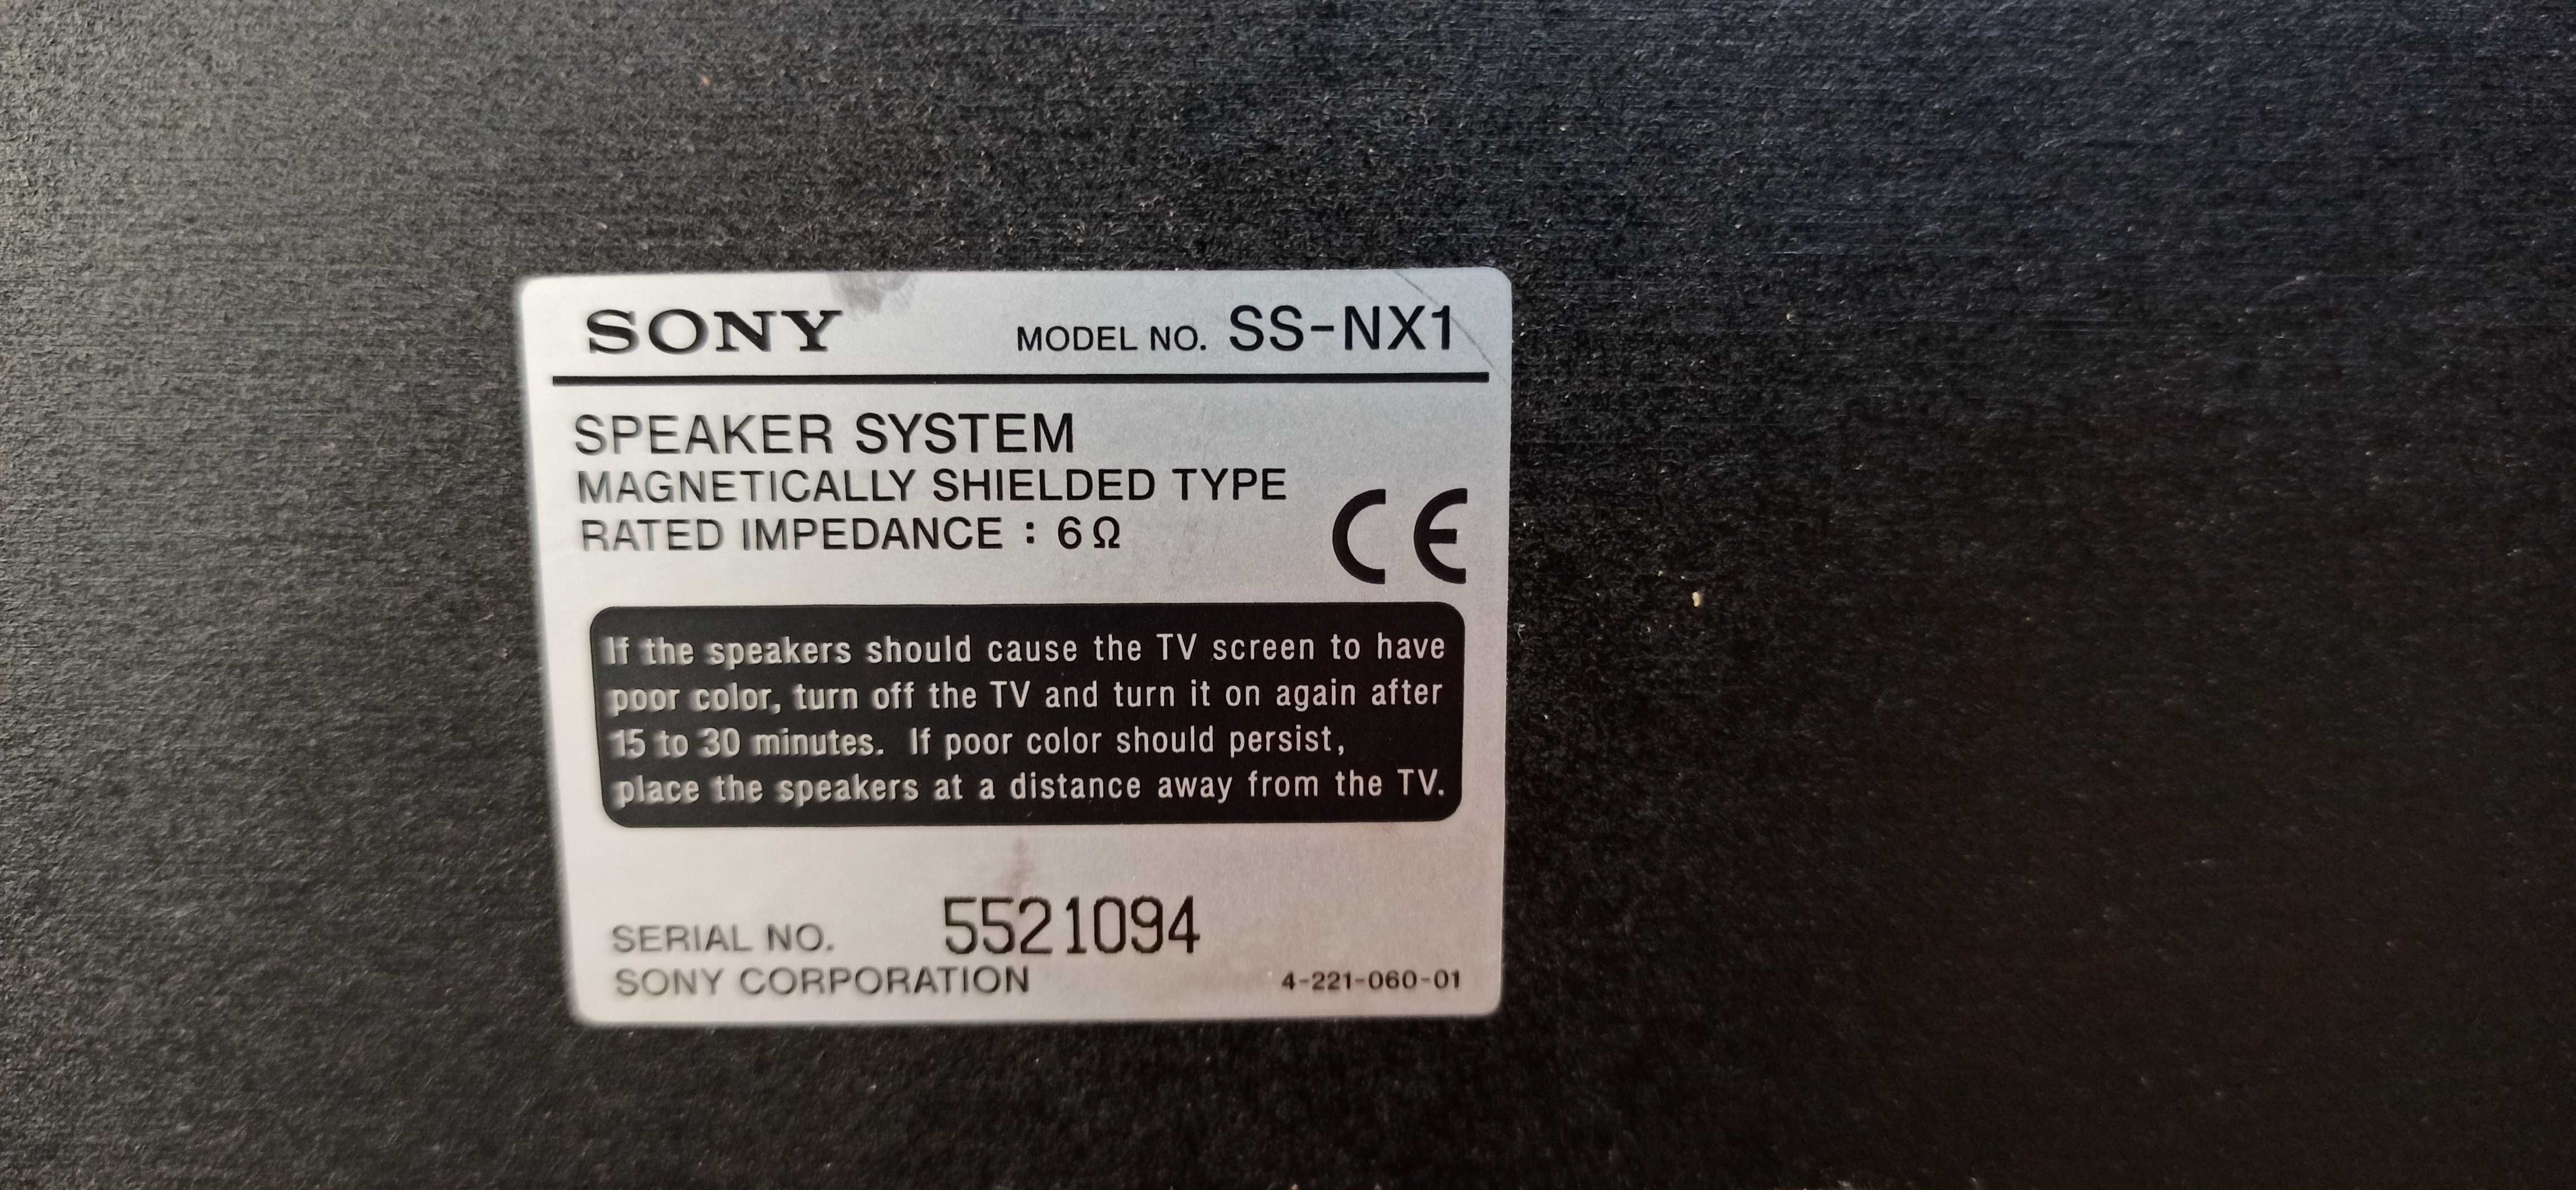 SONY MODEL NO. SS-NX1
SPEAKER SYSTEM
MAGNETICALLY SHIELDED TYPE
RATED IMPEDANCE : 6Ω
CE
If the speakers should cause the TV screen to have
poor color, turn off the TV and turn it on again after
15 to 30 minutes. If poor color should persist,
place the speakers at a distance away from the TV.
SERIAL NO. 5521094
SONY CORPORATION 4-221-060-01